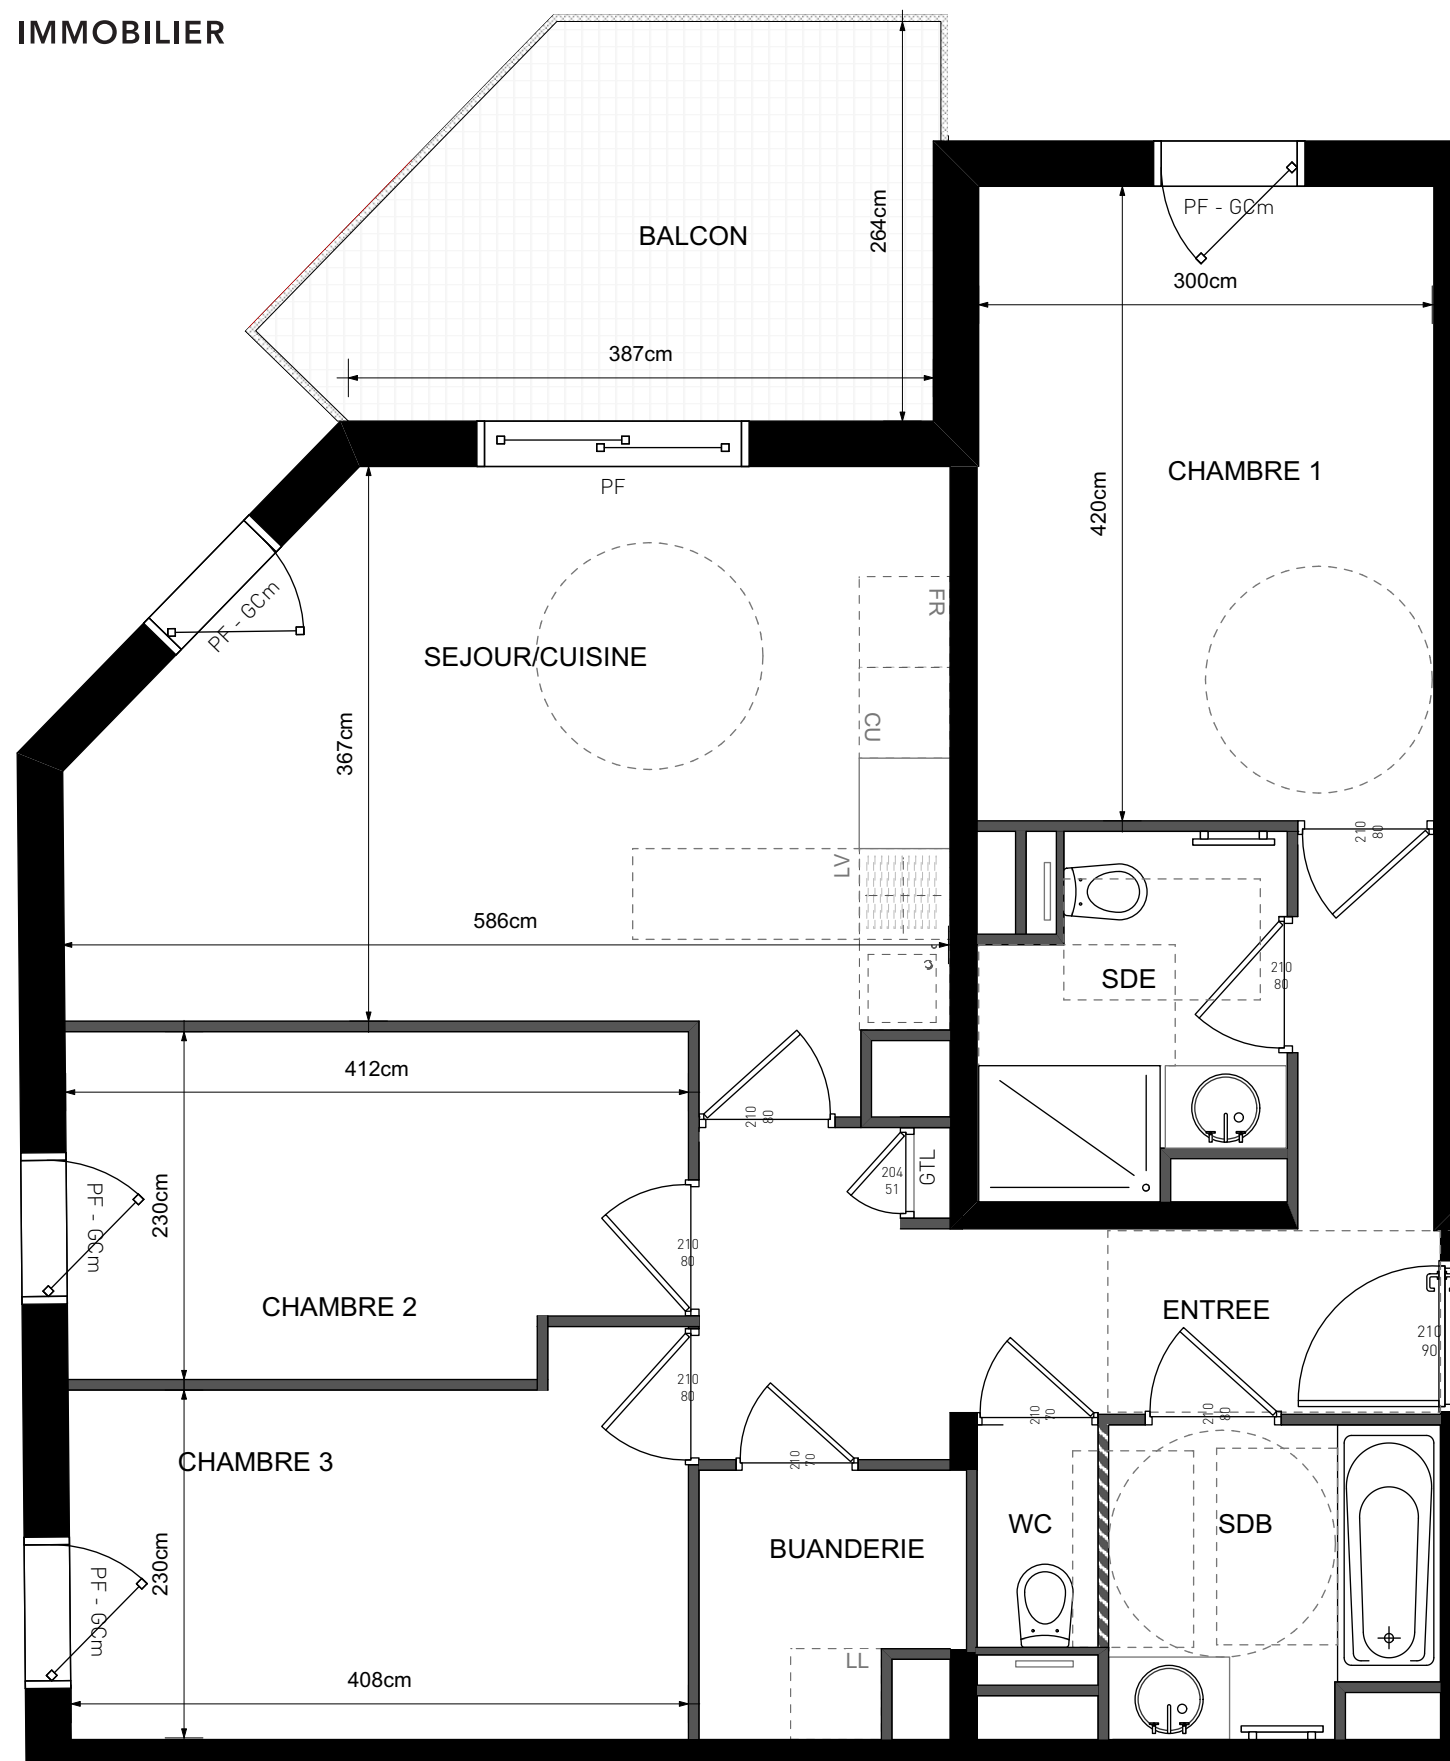 IMMOBILIER
BALCON
264cm
387cm
PF - GCm
300cm
CHAMBRE 1
420cm
PF
PF - GCm
SEJOUR/CUISINE
FR
CU
367cm
LV
586cm
210
80
SDE
210
80
412cm
210
80
204
51
GTL
PF - GCm
230cm
210
80
CHAMBRE 2
ENTREE
210
90
210
80
210
70
210
80
CHAMBRE 3
210
70
WC
SDB
BUANDERIE
PF - GCm
230cm
LL
408cm